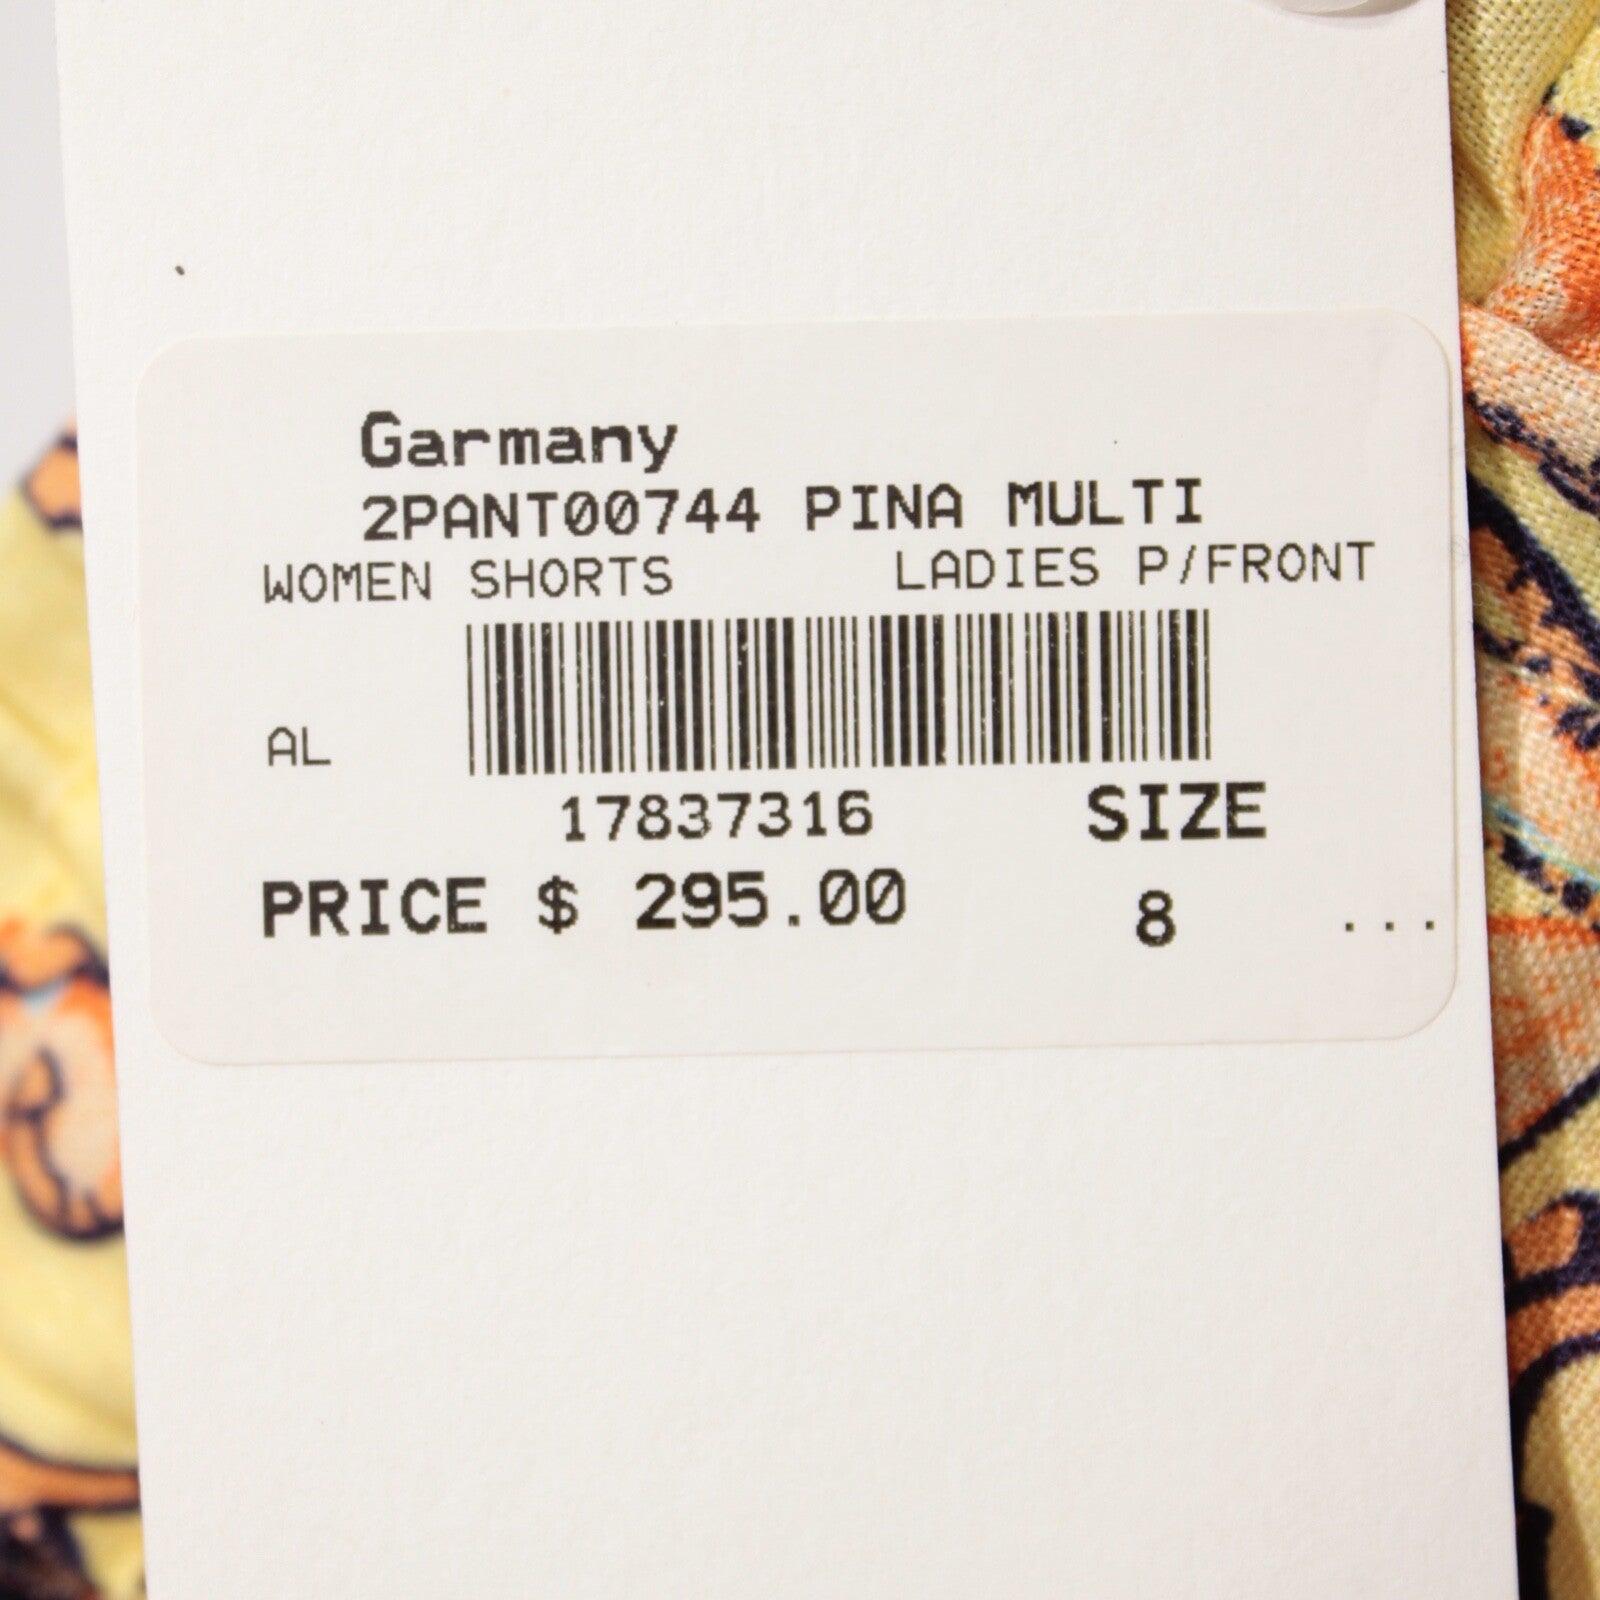 Garmany
2PANT00744 PINA MULTI
WOMEN SHORTS LADIES P/FRONT
AL
17837316 SIZE
PRICE $ 295.00 8 ...